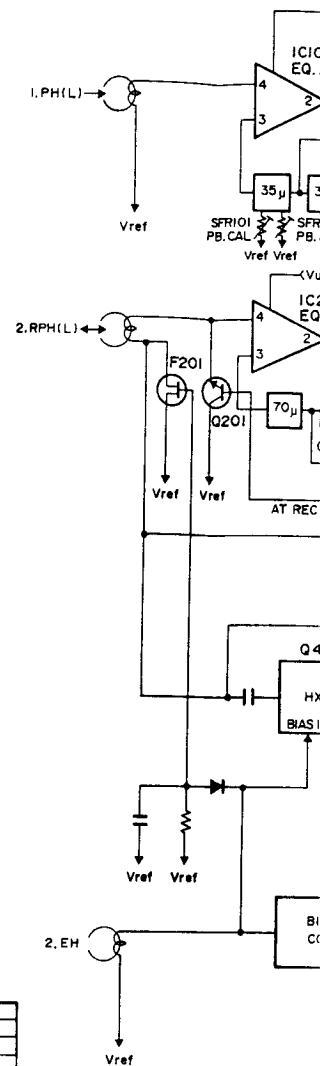 IC10
EQ.
1.PH(L)
4
2
3
35μ
3
SFR101
PB.CAL
SFR
PB.
Vref
Vref Vref
(Vu
IC2
EQ
2.RPH(L)
4
2
3
F201
Q201
70μ
Vref
Vref
AT REC
Q4
HX
BIAS I
Vref
Vref
2.EH
BI
CO
Vref